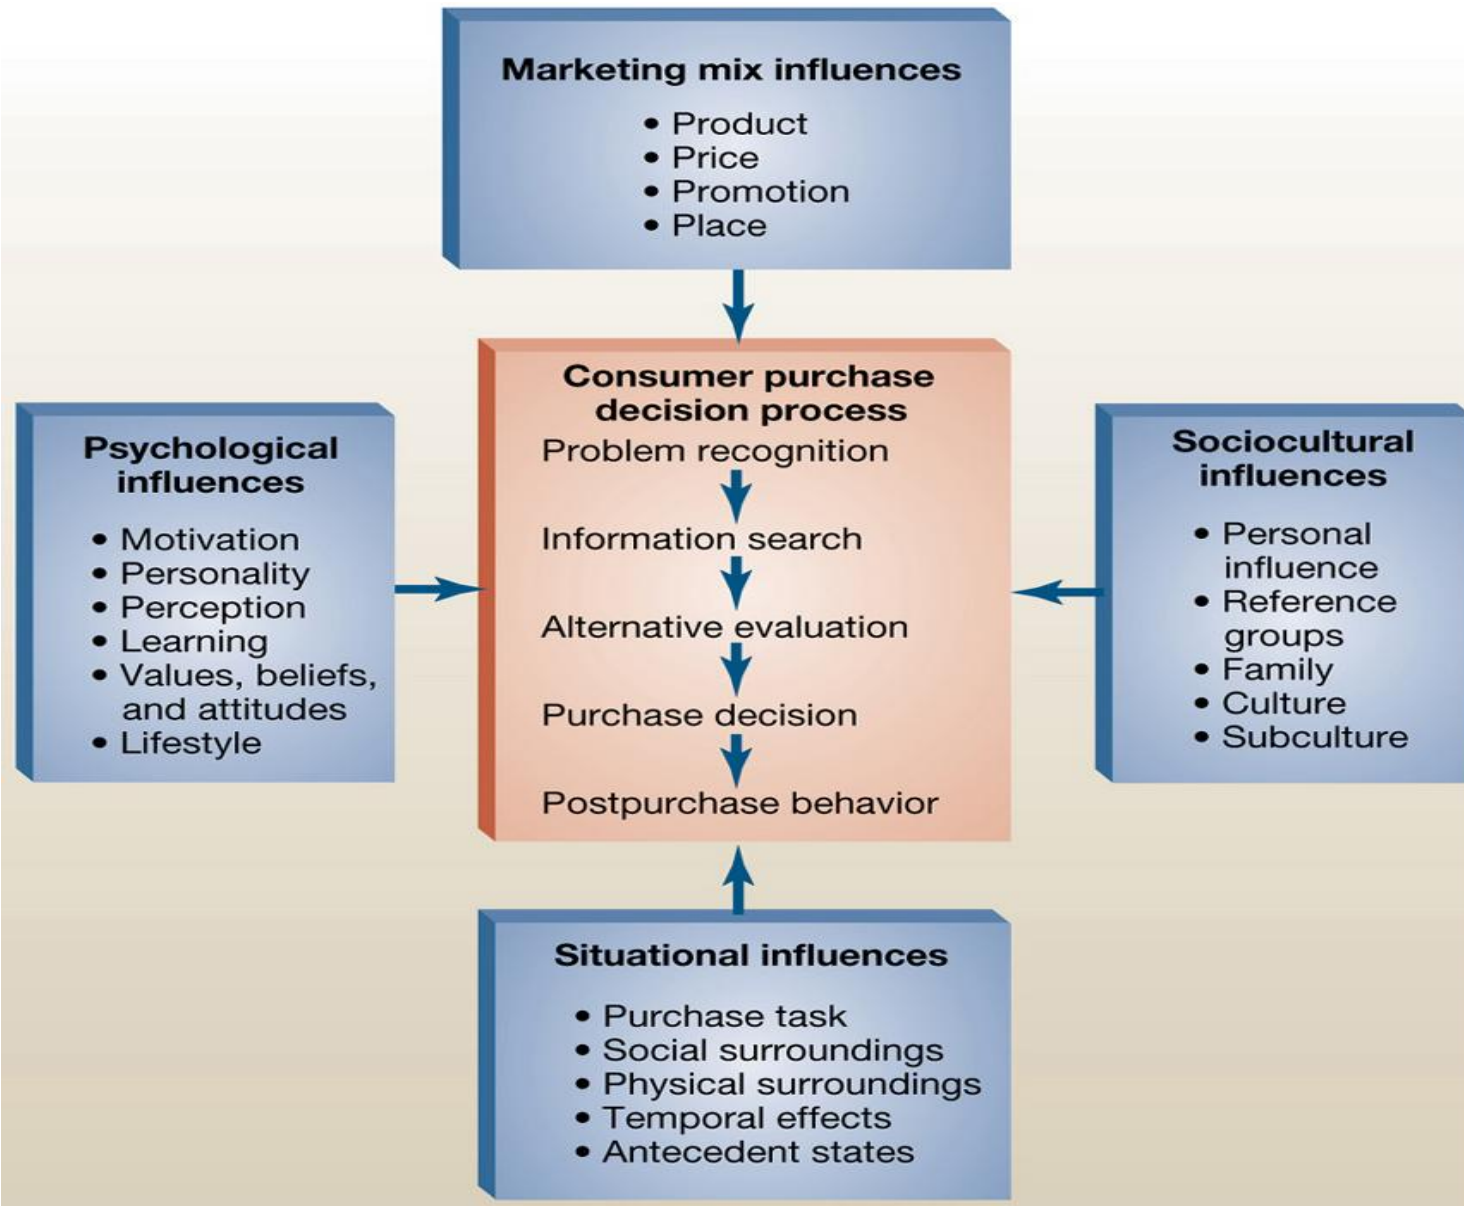 Marketing mix influences
• Product
• Price
• Promotion
• Place
Psychological
influences
• Motivation
• Personality
• Perception
• Learning
• Values, beliefs,
and attitudes
• Lifestyle
Consumer purchase
decision process
Problem recognition
Information search
Alternative evaluation
Purchase decision
Postpurchase behavior
Sociocultural
influences
• Personal
influence
• Reference
groups
• Family
• Culture
• Subculture
Situational influences
• Purchase task
• Social surroundings
• Physical surroundings
• Temporal effects
• Antecedent states